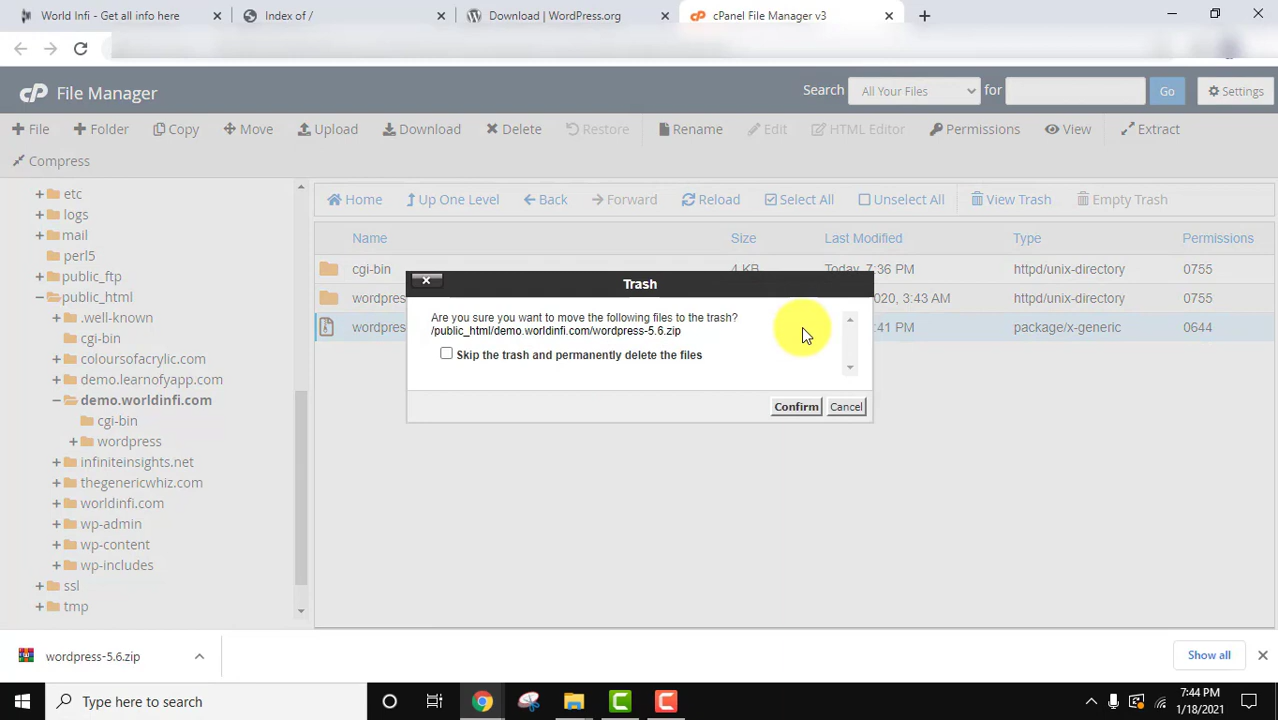 World Infi - Get all info here
Index of /
Download | WordPress.org
cPanel File Manager v3
cP File Manager
Search All Your Files for Go Settings
File Folder Copy Move Upload Download Delete Restore Rename Edit HTML Editor Permissions View Extract
Compress
Home Up One Level Back Forward Reload Select All Unselect All View Trash Empty Trash
Name Size Last Modified Type Permissions
cgi-bin 4 KB Today, 7:36 PM httpd/unix-directory 0755
wordpress 2020, 3:43 AM httpd/unix-directory 0755
wordpress :41 PM package/x-generic 0644
etc
logs
mail
perl5
public_ftp
public_html
.well-known
cgi-bin
coloursofacrylic.com
demo.learnofyapp.com
demo.worldinfi.com
cgi-bin
wordpress
infiniteinsights.net
thegenericwhiz.com
worldinfi.com
wp-admin
wp-content
wp-includes
ssl
tmp
Trash
Are you sure you want to move the following files to the trash?
/public_html/demo.worldinfi.com/wordpress-5.6.zip
Skip the trash and permanently delete the files
Confirm Cancel
wordpress-5.6.zip
Show all
Type here to search
7:44 PM
1/18/2021